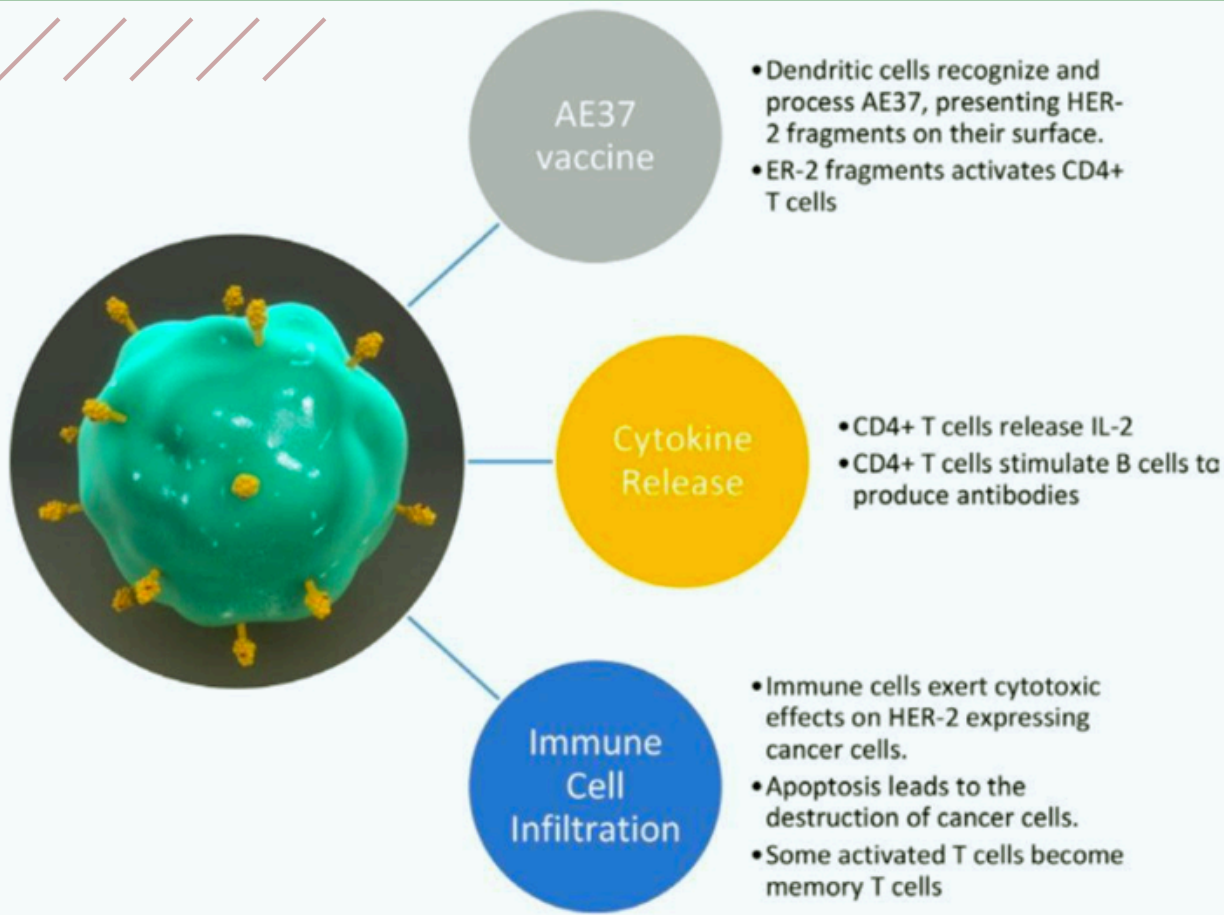 AE37
vaccine
•Dendritic cells recognize and
process AE37, presenting HER-
2 fragments on their surface.
•ER-2 fragments activates CD4+
T cells
Cytokine
Release
•CD4+ T cells release IL-2
•CD4+ T cells stimulate B cells to
produce antibodies
Immune
Cell
Infiltration
•Immune cells exert cytotoxic
effects on HER-2 expressing
cancer cells.
•Apoptosis leads to the
destruction of cancer cells.
•Some activated T cells become
memory T cells